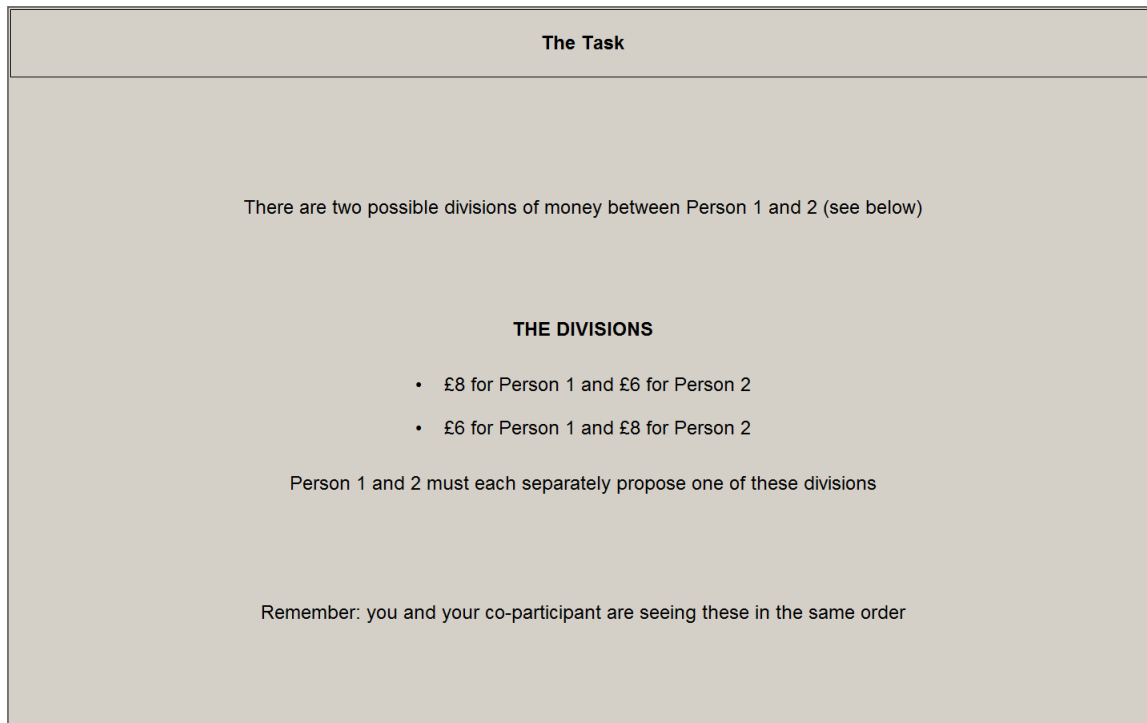 The Task
There are two possible divisions of money between Person 1 and 2 (see below)
THE DIVISIONS
• £8 for Person 1 and £6 for Person 2
• £6 for Person 1 and £8 for Person 2
Person 1 and 2 must each separately propose one of these divisions
Remember: you and your co-participant are seeing these in the same order